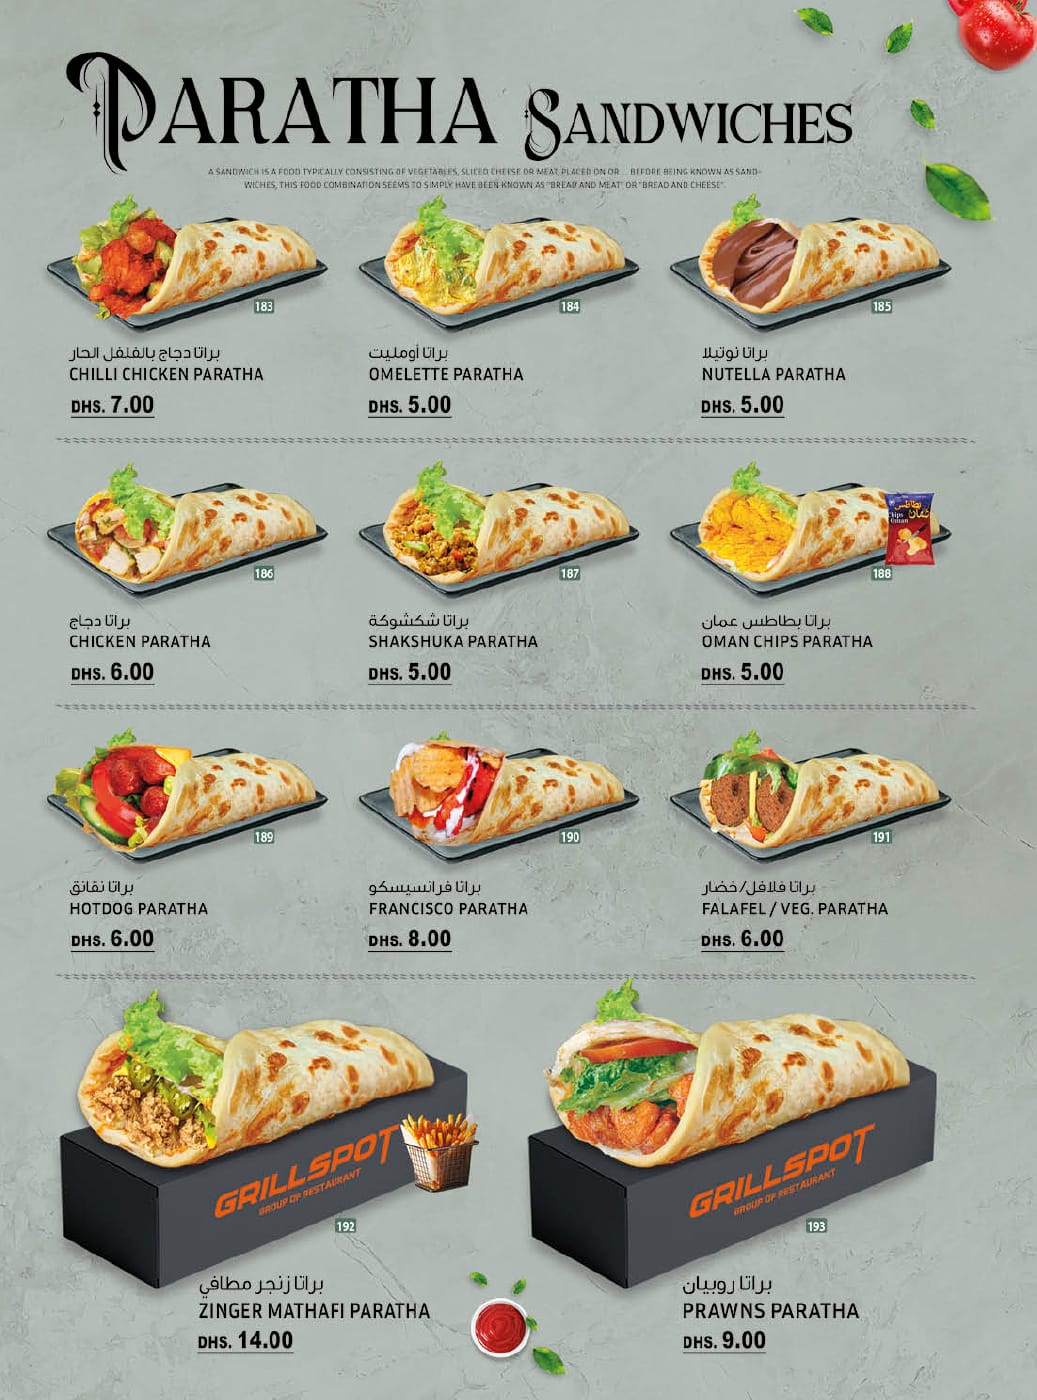 PARATHA SANDWICHES
A SANDWICH IS A FOOD TYPICALLY CONSISTING OF VEGETABLES, SLICED CHEESE OR MEAT, PLACED ON OR ... BEFORE BEING KNOWN AS SAND-
WICHES, THIS FOOD COMBINATION SEEMS TO SIMPLY HAVE BEEN KNOWN AS "BREAD AND MEAT" OR "BREAD AND CHEESE".
183
براتا دجاج بالفلفل الحار
CHILLI CHICKEN PARATHA
DHS. 7.00
184
براتا أومليت
OMELETTE PARATHA
DHS. 5.00
185
براتا نوتيلا
NUTELLA PARATHA
DHS. 5.00
186
براتا دجاج
CHICKEN PARATHA
DHS. 6.00
187
براتا شكشوكة
SHAKSHUKA PARATHA
DHS. 5.00
بطاطس
عُمان
Chips
Oman
188
براتا بطاطس عمان
OMAN CHIPS PARATHA
DHS. 5.00
189
براتا نقانق
HOTDOG PARATHA
DHS. 6.00
190
براتا فرانسيسكو
FRANCISCO PARATHA
DHS. 8.00
191
براتا فلافل/خضار
FALAFEL / VEG. PARATHA
DHS. 6.00
GRILLSPOT
GROUP OF RESTAURANT
192
براتا زنجر مطافي
ZINGER MATHAFI PARATHA
DHS. 14.00
GRILLSPOT
GROUP OF RESTAURANT
193
براتا روبيان
PRAWNS PARATHA
DHS. 9.00